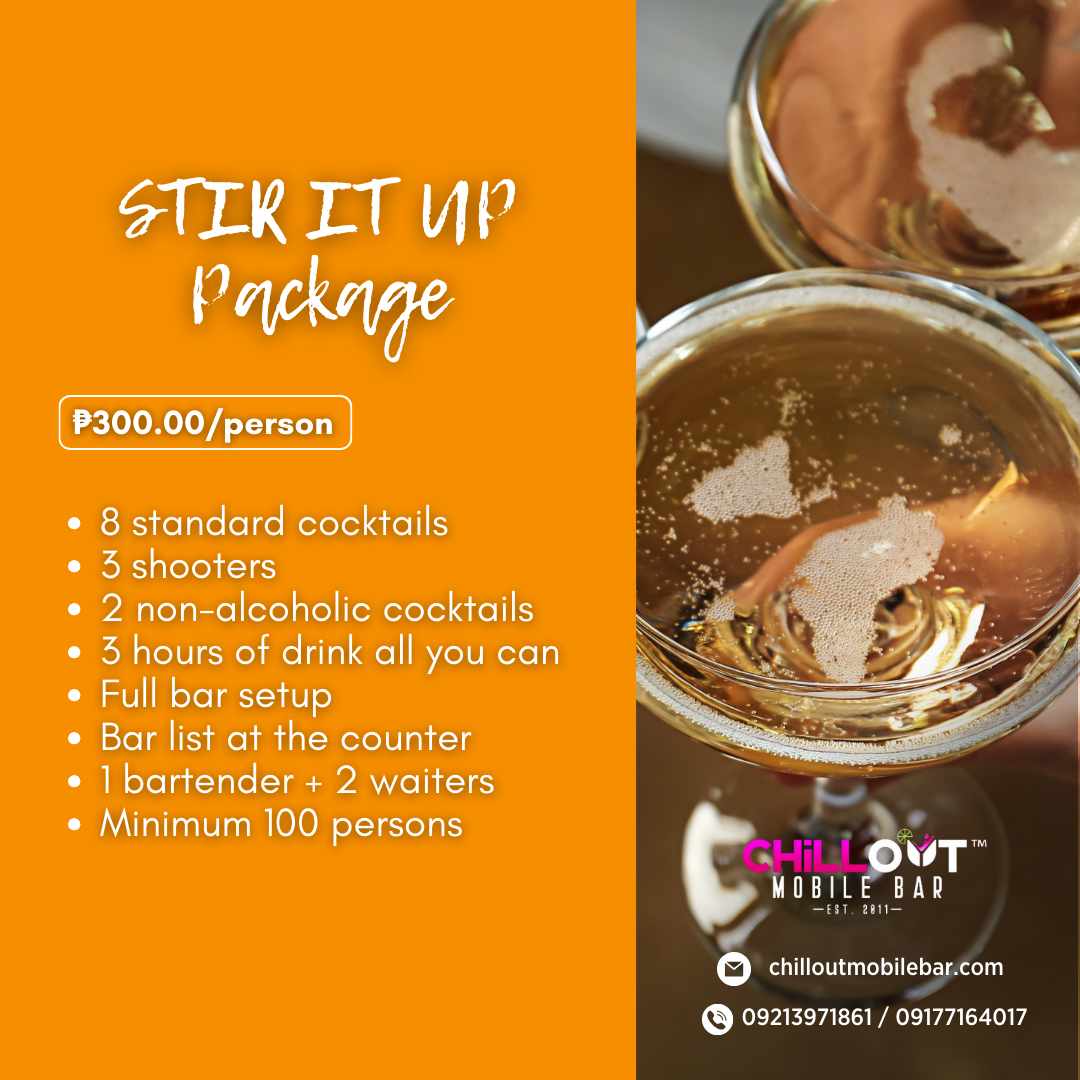 STIR IT UP
Package
₱300.00/person
• 8 standard cocktails
• 3 shooters
• 2 non-alcoholic cocktails
• 3 hours of drink all you can
• Full bar setup
• Bar list at the counter
• 1 bartender + 2 waiters
• Minimum 100 persons
CHiLLOUT™
MOBILE BAR
—EST. 2011—
chilloutmobilebar.com
09213971861 / 09177164017